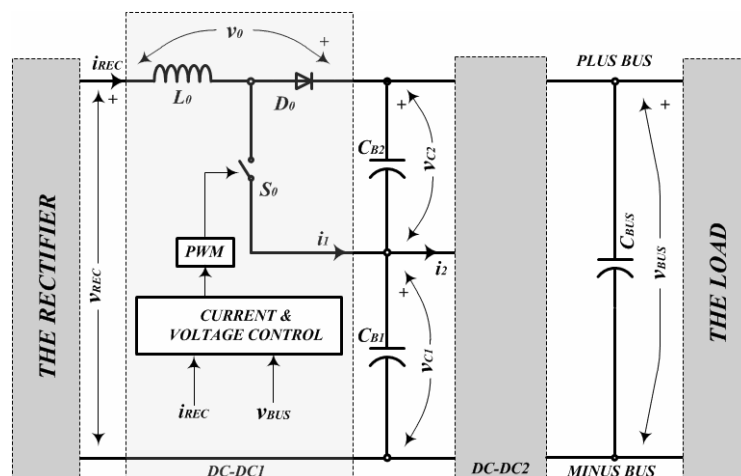 THE RECTIFIER
iREC
+
vREC
v0
+
L0
D0
S0
PWM
CURRENT &
VOLTAGE CONTROL
iREC
vBUS
DC-DC1
i1
i2
CB2
+
vC2
CB1
+
vC1
DC-DC2
PLUS BUS
+
CBUS
vBUS
MINUS BUS
THE LOAD